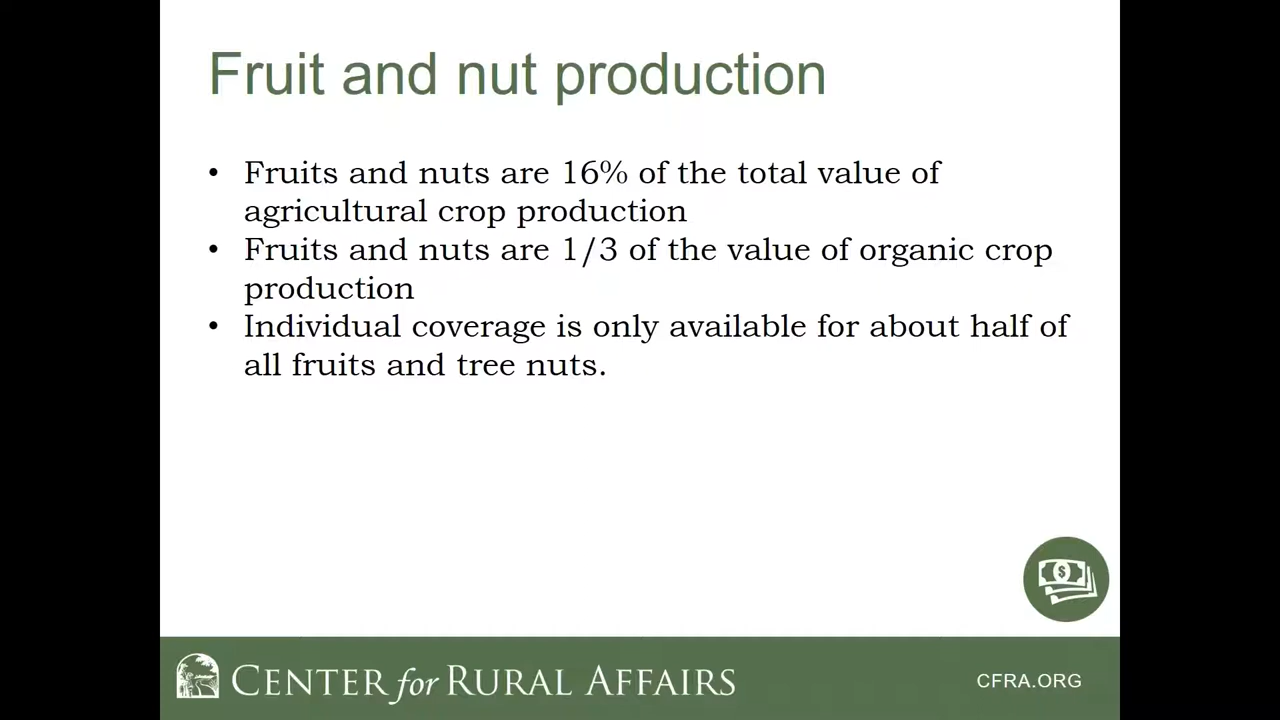 Fruit and nut production
• Fruits and nuts are 16% of the total value of
agricultural crop production
• Fruits and nuts are 1/3 of the value of organic crop
production
• Individual coverage is only available for about half of
all fruits and tree nuts.
$
CENTER for RURAL AFFAIRS
CFRA.ORG